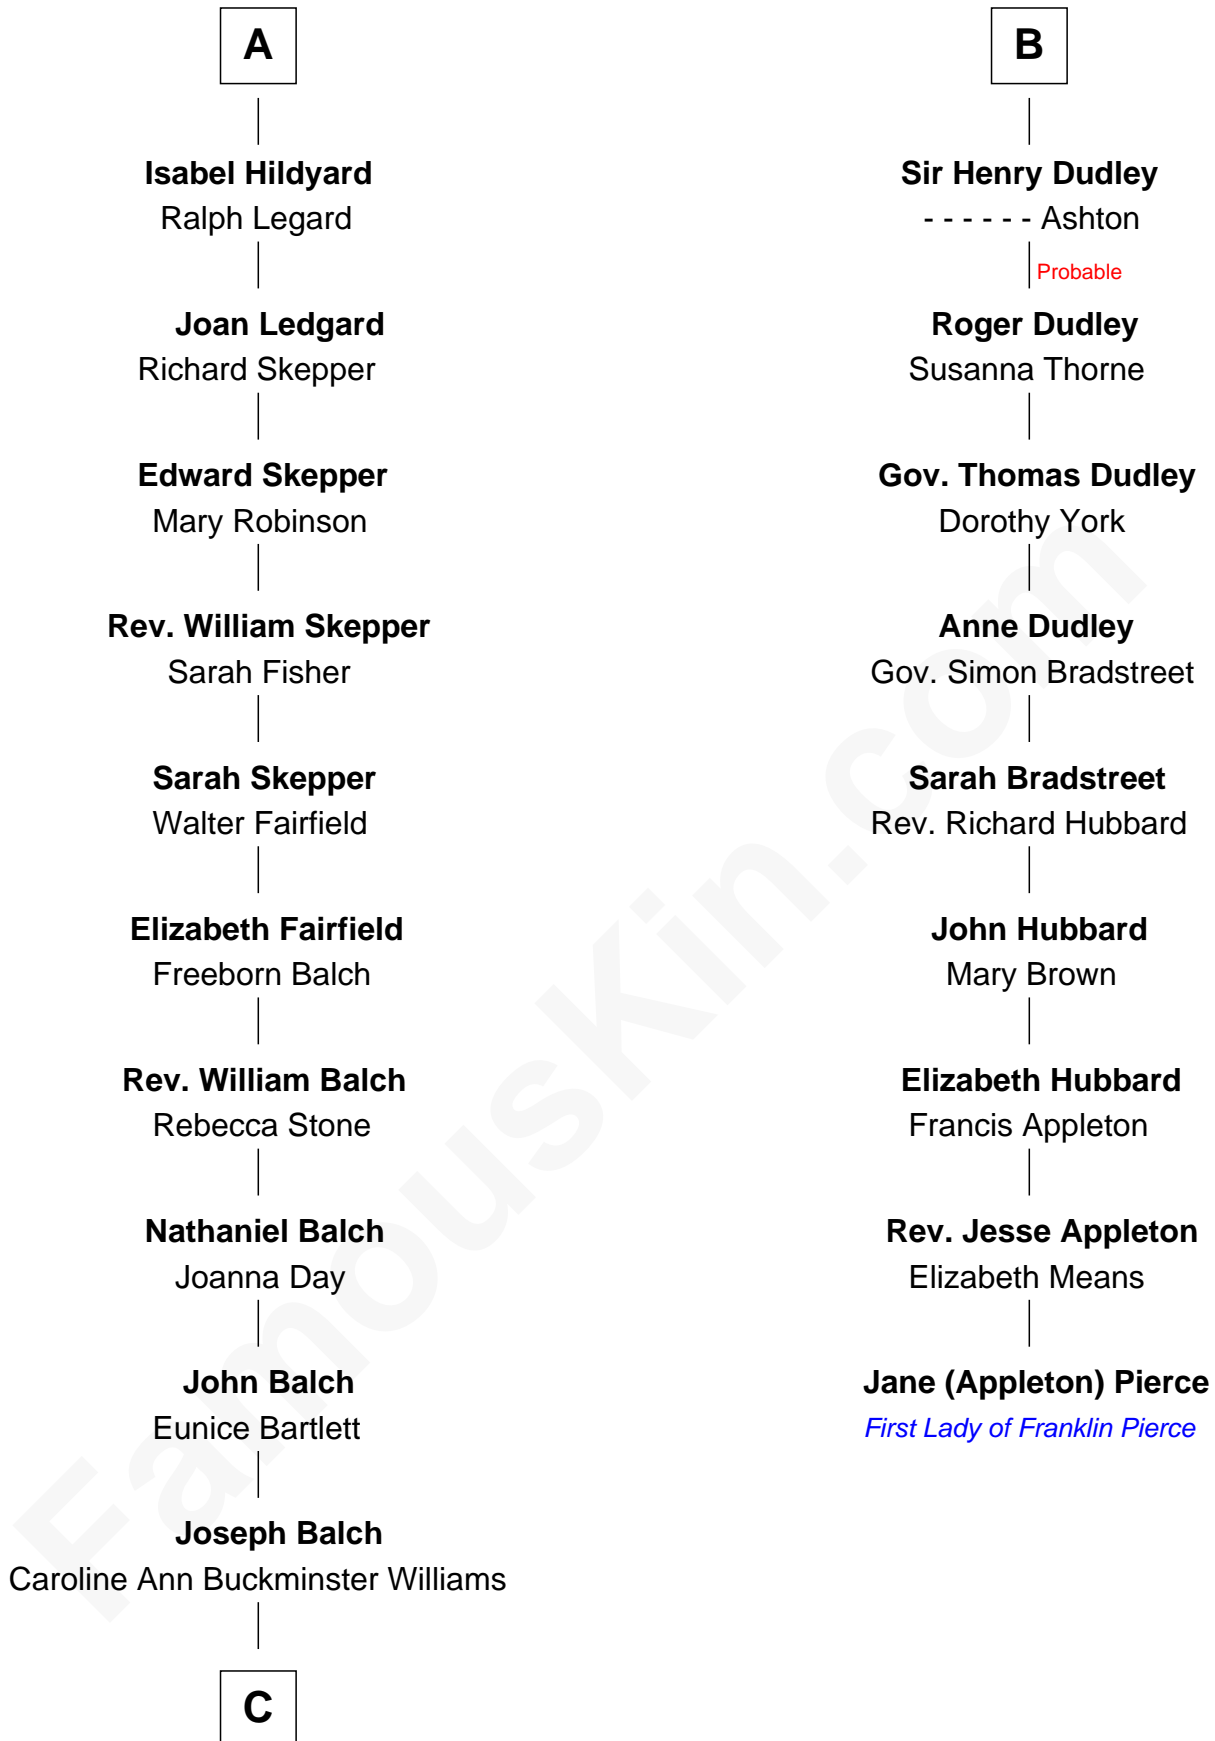 A
Isabel Hildyard
Ralph Legard
Joan Ledgard
Richard Skepper
Edward Skepper
Mary Robinson
Rev. William Skepper
Sarah Fisher
Sarah Skepper
Walter Fairfield
Elizabeth Fairfield
Freeborn Balch
Rev. William Balch
Rebecca Stone
Nathaniel Balch
Joanna Day
John Balch
Eunice Bartlett
Joseph Balch
Caroline Ann Buckminster Williams
C
B
Sir Henry Dudley
- - - - - - Ashton
Probable
Roger Dudley
Susanna Thorne
Gov. Thomas Dudley
Dorothy York
Anne Dudley
Gov. Simon Bradstreet
Sarah Bradstreet
Rev. Richard Hubbard
John Hubbard
Mary Brown
Elizabeth Hubbard
Francis Appleton
Rev. Jesse Appleton
Elizabeth Means
Jane (Appleton) Pierce
First Lady of Franklin Pierce
FamousKin.com